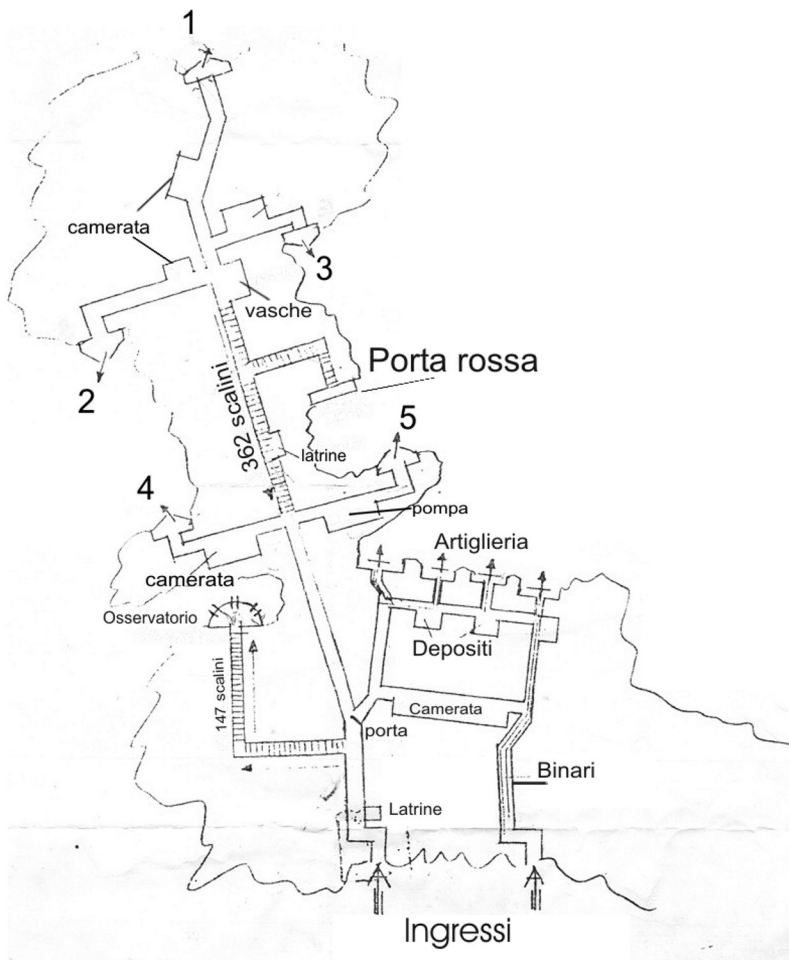 1
camerata
3
vasche
2
Porta rossa
362 scalini
5
latrine
4
pompa
Artiglieria
camerata
Osservatorio
Depositi
147 scalini
Camerata
porta
Binari
Latrine
Ingressi